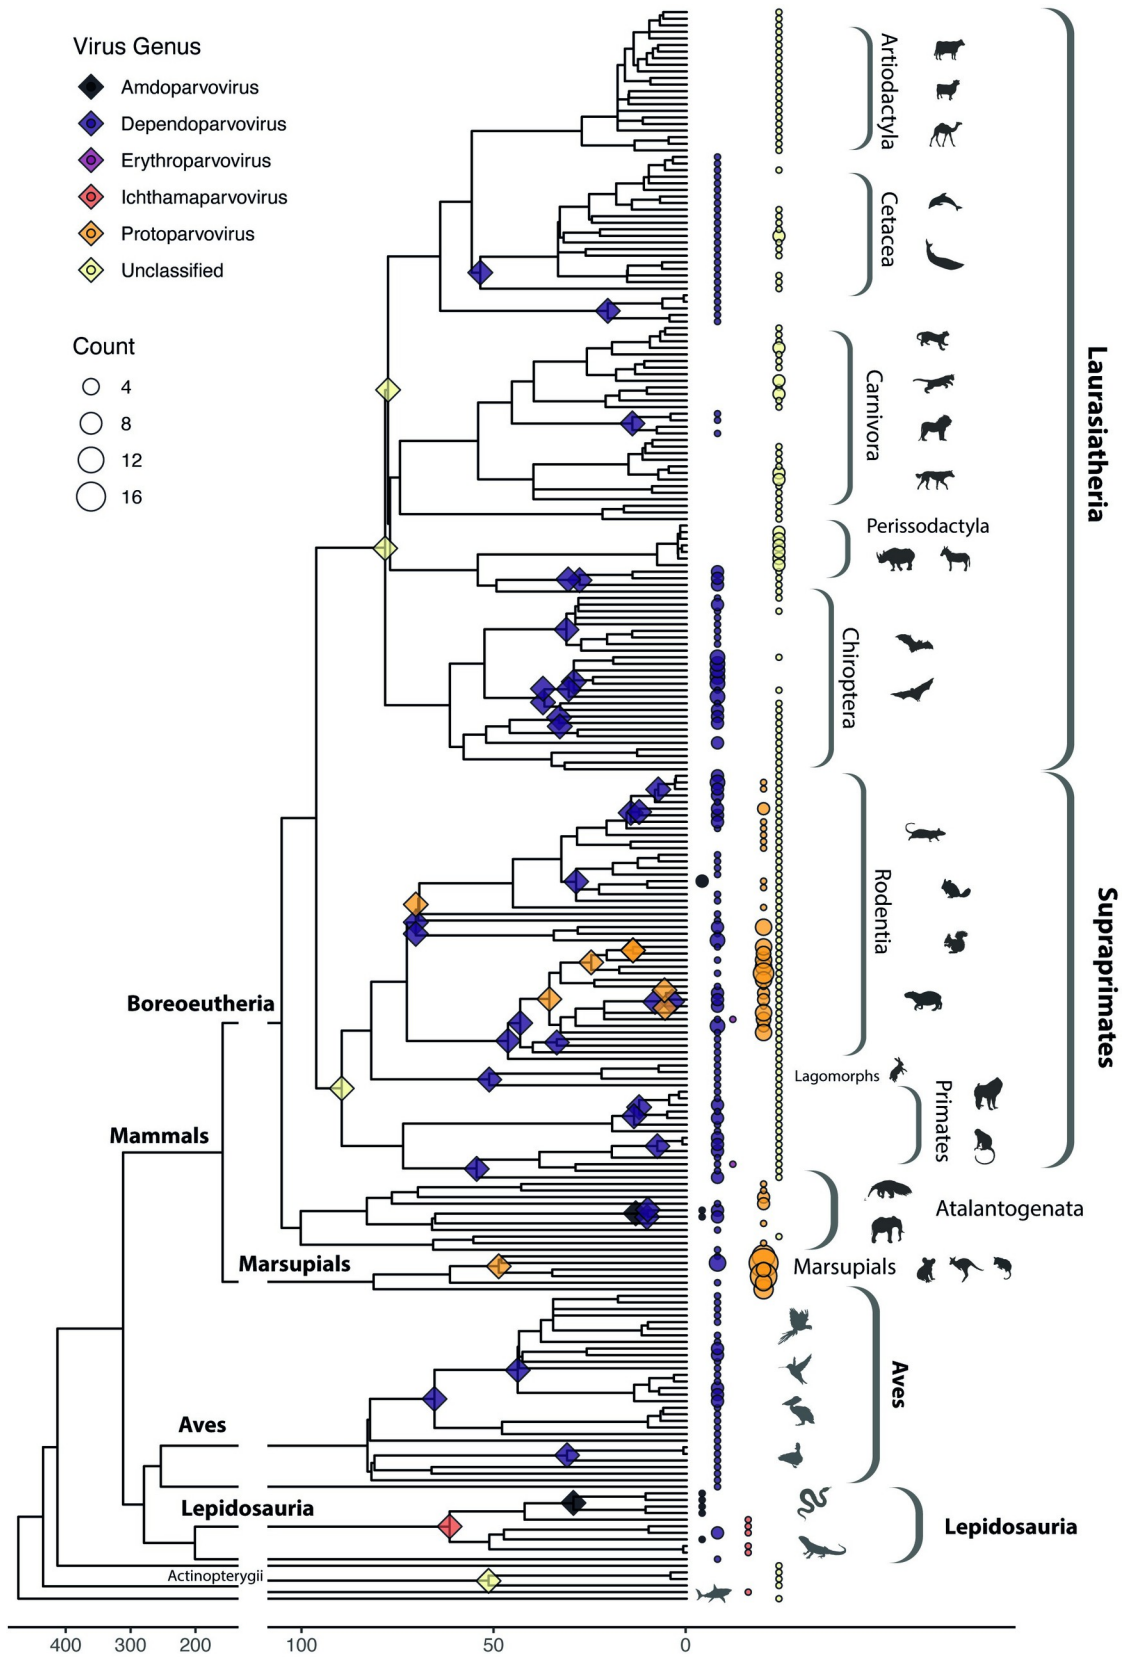 Virus Genus
Amdoparvovirus
Dependoparvovirus
Erythroparvovirus
Ichthamaparvovirus
Protoparvovirus
Unclassified
Count
4
8
12
16
Artiodactyla
Cetacea
Carnivora
Perissodactyla
Chiroptera
Laurasiatheria
Rodentia
Lagomorphs
Primates
Supraprimates
Boreoeutheria
Mammals
Atalantogenata
Marsupials
Marsupials
Aves
Aves
Lepidosauria
Lepidosauria
Actinopterygii
400 300 200 100 50 0